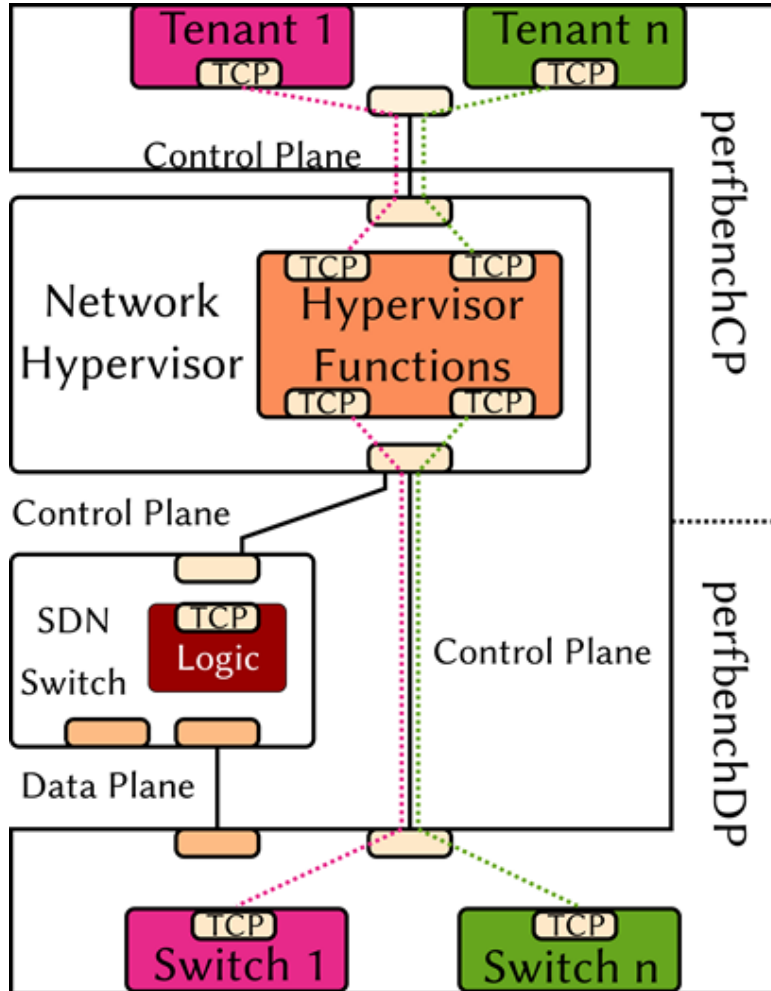 Tenant 1
TCP
Tenant n
TCP
Control Plane
perfbenchCP
Network
Hypervisor
TCP
TCP
Hypervisor
Functions
TCP
TCP
Control Plane
SDN
Switch
TCP
Logic
Control Plane
perfbenchDP
Data Plane
TCP
Switch 1
TCP
Switch n